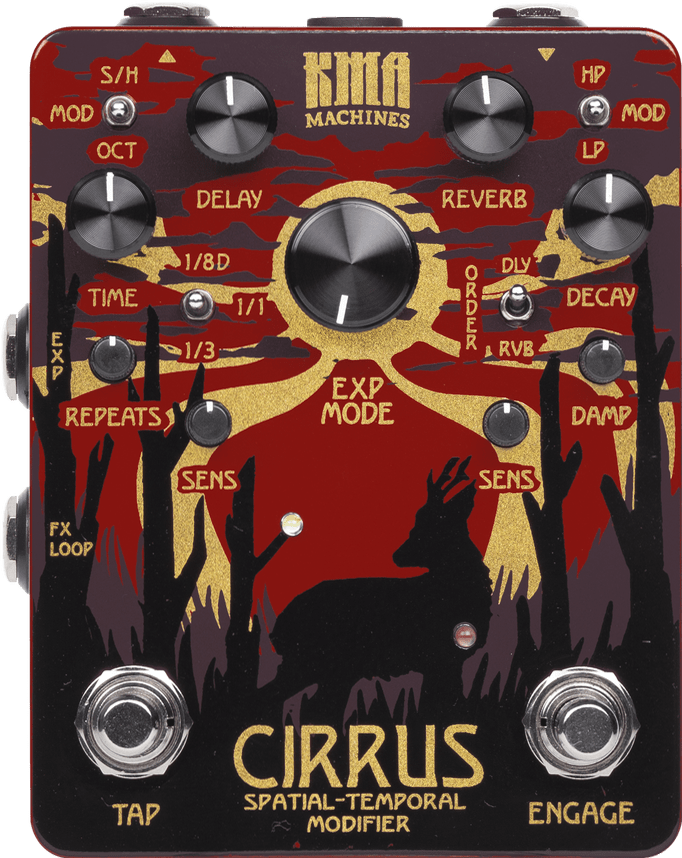 KMA
MACHINES
S/H
MOD
OCT
HP
MOD
LP
DELAY
REVERB
1/8D
TIME
1/1
1/3
ORDER
DLY
DECAY
RVB
EXP
EXP
MODE
REPEATS
DAMP
SENS
SENS
FX
LOOP
CIRRUS
SPATIAL-TEMPORAL
MODIFIER
TAP
ENGAGE